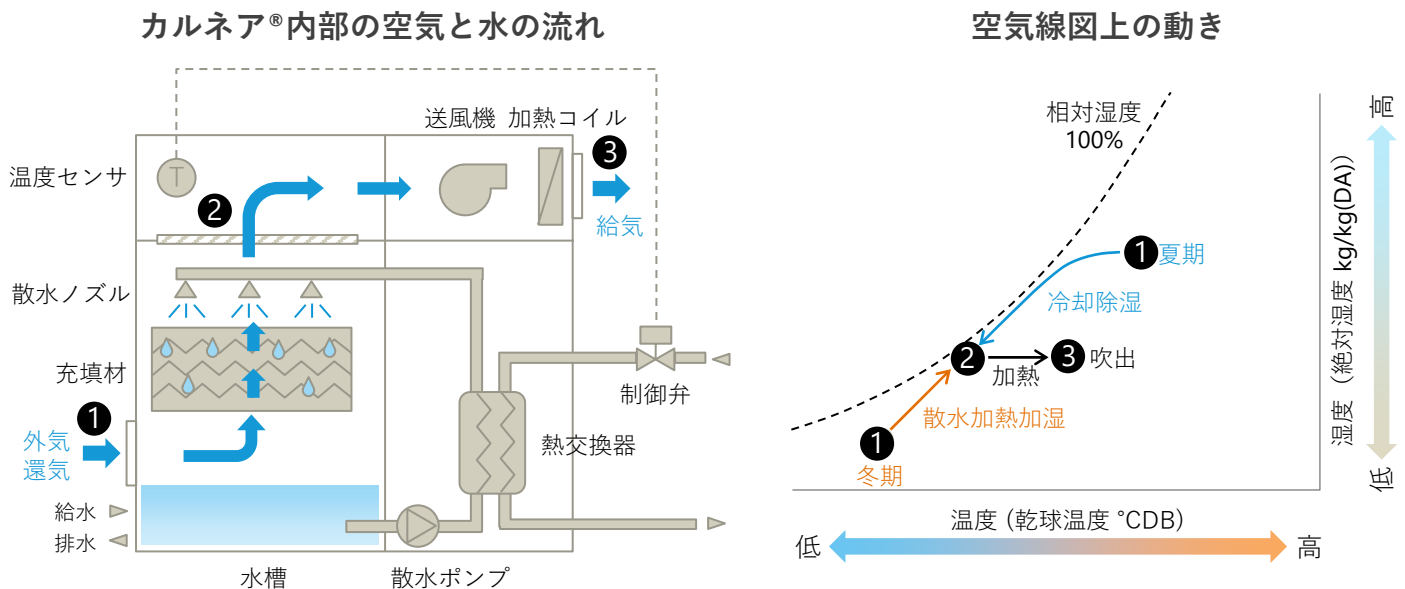 カルネア®内部の空気と水の流れ
送風機 加熱コイル
温度センサ
T
❷
❸
給気
散水ノズル
充填材
❶
外気
還気
制御弁
熱交換器
給水
排水
水槽
散水ポンプ
空気線図上の動き
相対湿度
100%
❶夏期
冷却除湿
❷
加熱
❸吹出
散水加熱加湿
❶
冬期
高
湿度（絶対湿度 kg/kg(DA)）
低
温度 (乾球温度 °CDB)
低
高